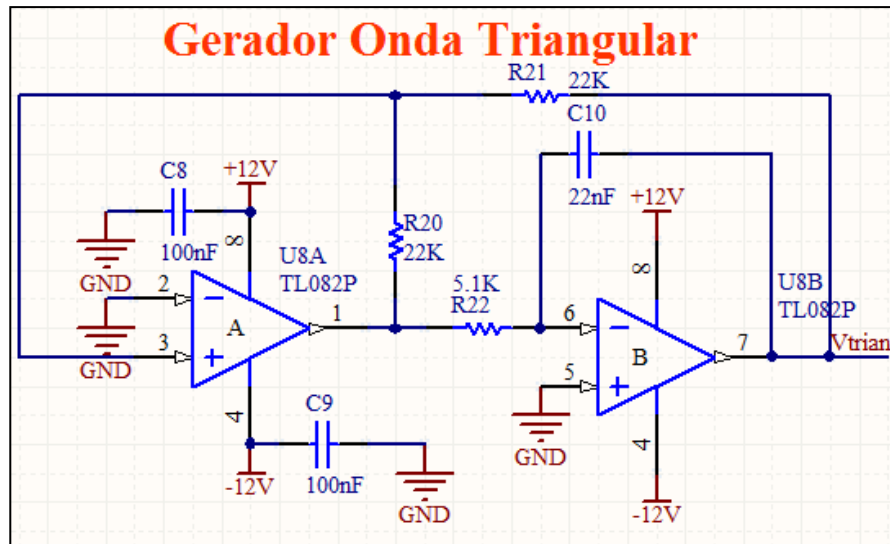 Gerador Onda Triangular
R21
22K
C10
22nF
C8
100nF
+12V
GND
8
U8A
TL082P
R20
22K
2
3
A
1
GND
5.1K
R22
4
-12V
C9
100nF
GND
+12V
8
U8B
TL082P
6
5
B
7
Vtrian
GND
4
-12V